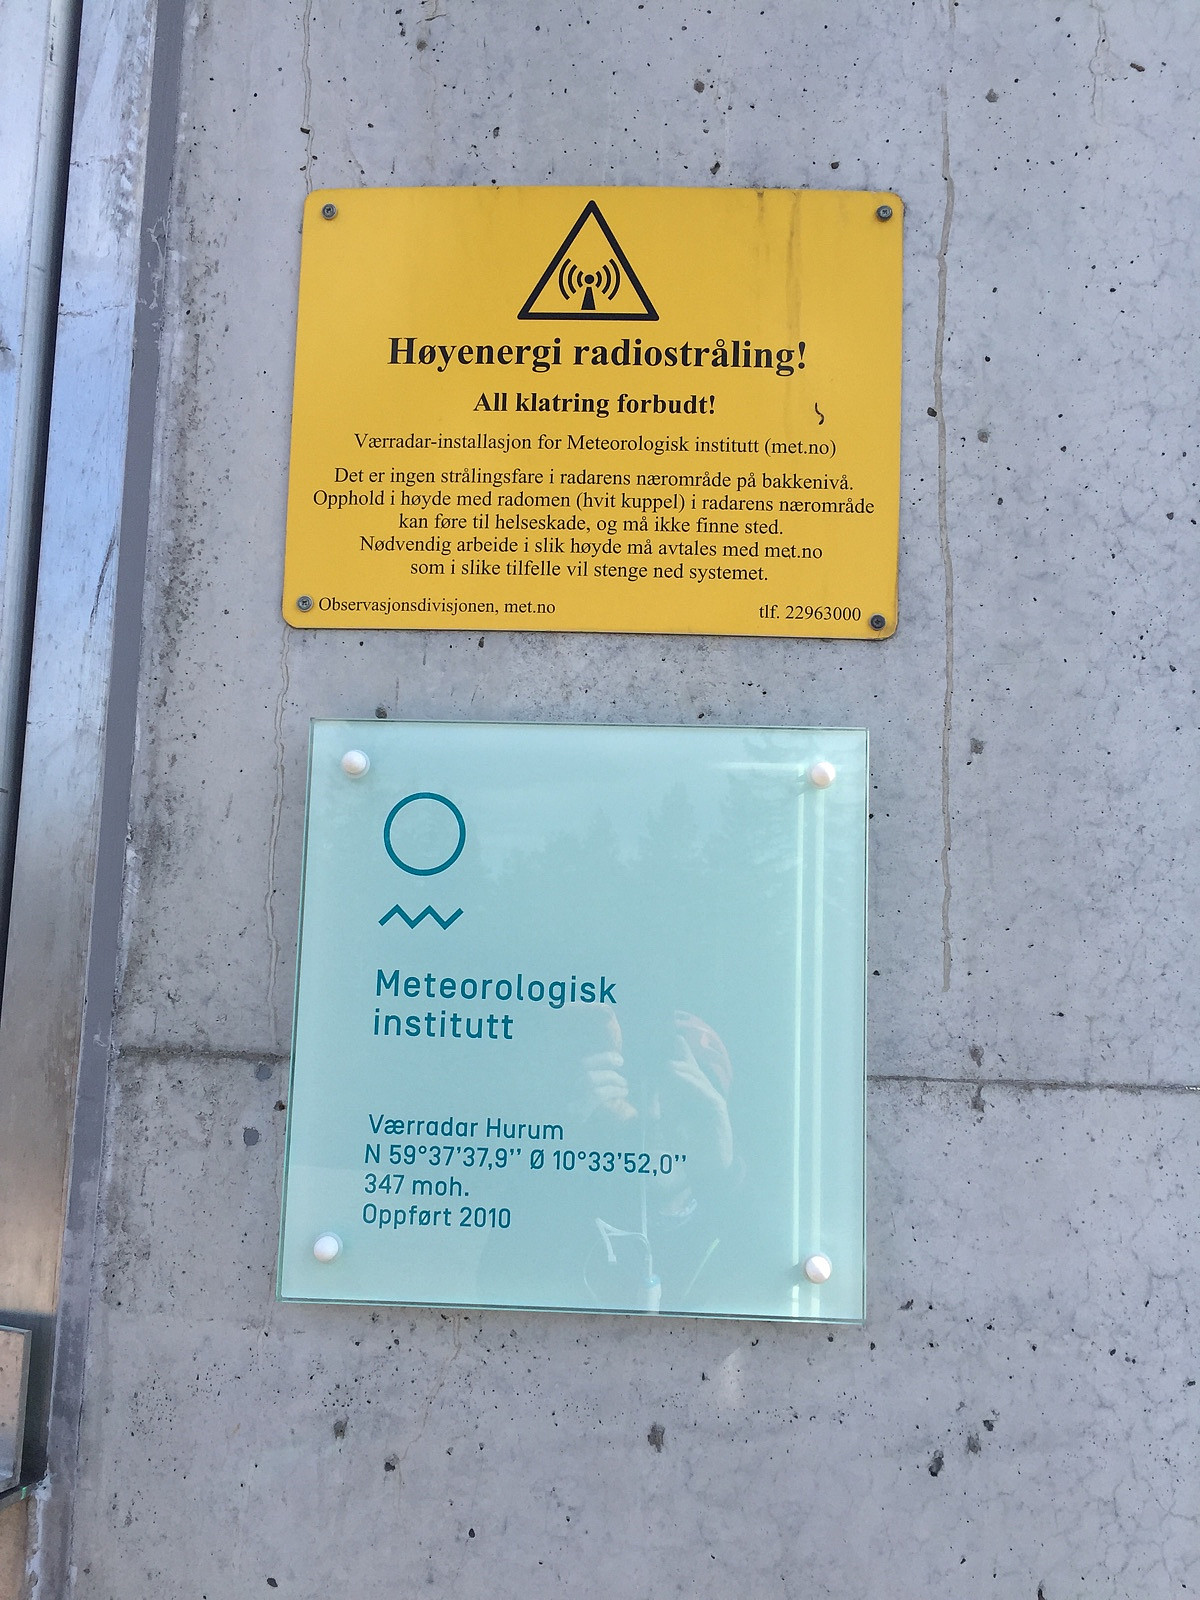 Høyenergi radiostråling!
All klatring forbudt!
Værradar-installasjon for Meteorologisk institutt (met.no)
Det er ingen strålingsfare i radarens nærområde på bakkenivå.
Opphold i høyde med radomen (hvit kuppel) i radarens nærområde
kan føre til helseskade, og må ikke finne sted.
Nødvendig arbeide i slik høyde må avtales med met.no
som i slike tilfelle vil stenge ned systemet.
Observasjonsdivisjonen, met.no tlf. 22963000
Meteorologisk
institutt
Værradar Hurum
N 59°37’37,9’’ Ø 10°33’52,0’’
347 moh.
Oppført 2010